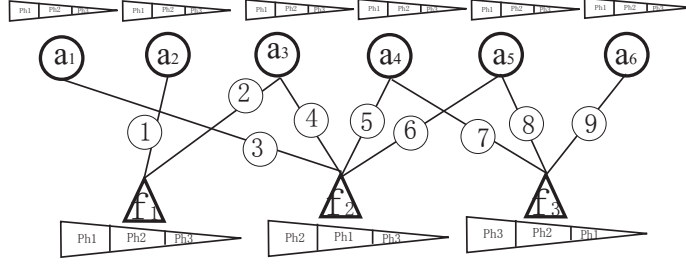 Ph1 Ph2 Ph3 Ph1 Ph2 Ph3 Ph1 Ph2 Ph3 Ph1 Ph2 Ph3 Ph1 Ph2 Ph3 Ph1 Ph2 Ph3
a1 a2 a3 a4 a5 a6
1 2 3 4 5 6 7 8 9
f1 f2 f3
Ph1 Ph2 Ph3 Ph2 Ph1 Ph3 Ph3 Ph2 Ph1